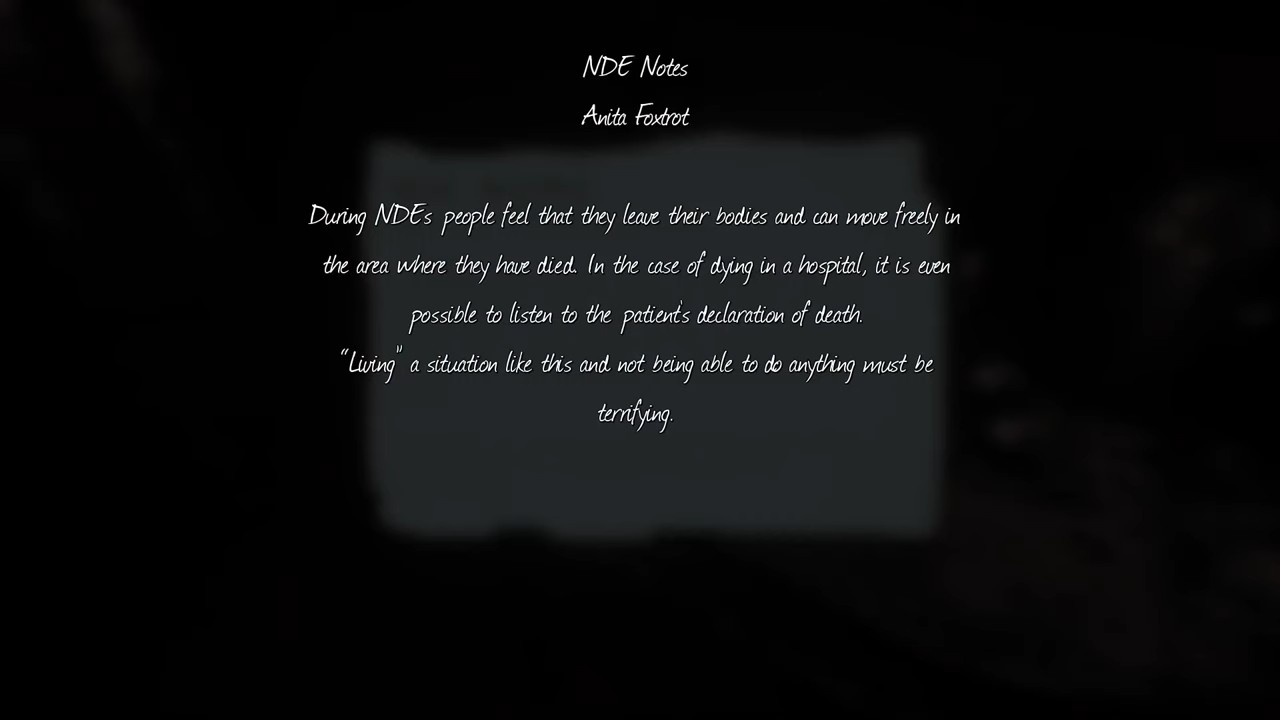 NDE Notes
Anita Foxtrot
During NDEs people feel that they leave their bodies and can move freely in
the area where they have died. In the case of dying in a hospital, it is even
possible to listen to the patient's declaration of death.
“Living” a situation like this and not being able to do anything must be
terrifying.